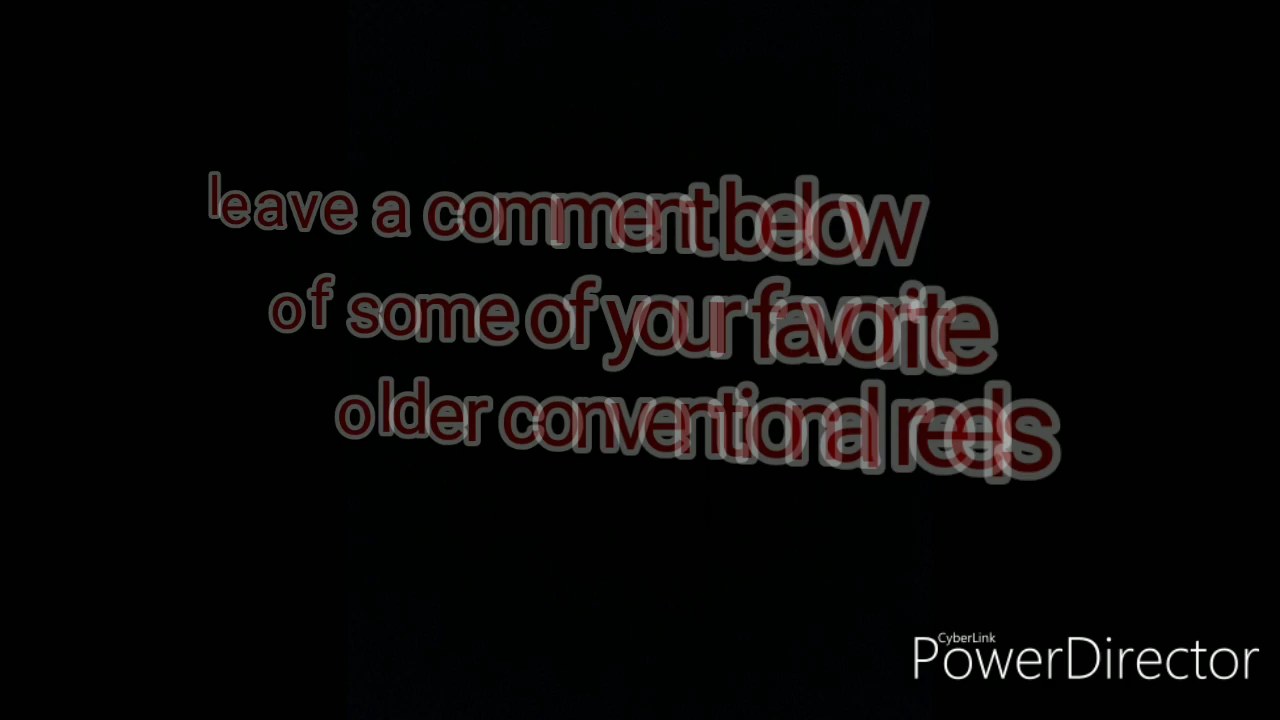 leave a comment below
of some of your favorite
older conventional reels
CyberLink
PowerDirector